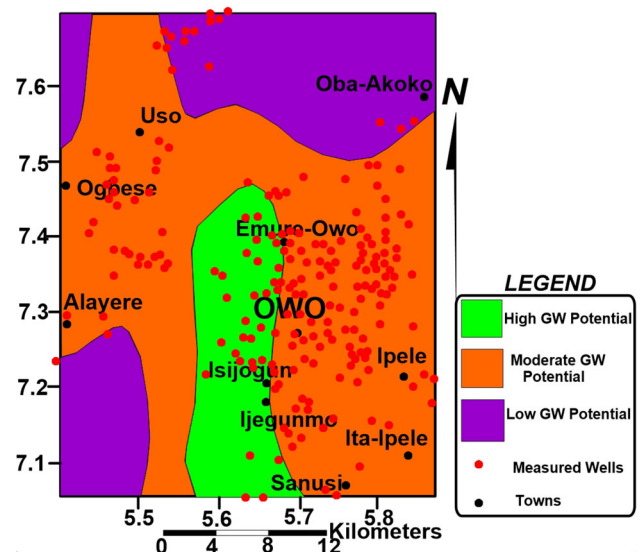 7.6
7.5
7.4
7.3
7.2
7.1
Oba-Akoko
N
Uso
Ogbese
Emure-Owo
OWO
Alayere
Isijogun
Ipele
Ijegunmo
Ita-Ipele
Sanusi
5.5
5.6
5.7
5.8
Kilometers
0 4 8 12
LEGEND
High GW Potential
Moderate GW
Potential
Low GW Potential
Measured Wells
Towns